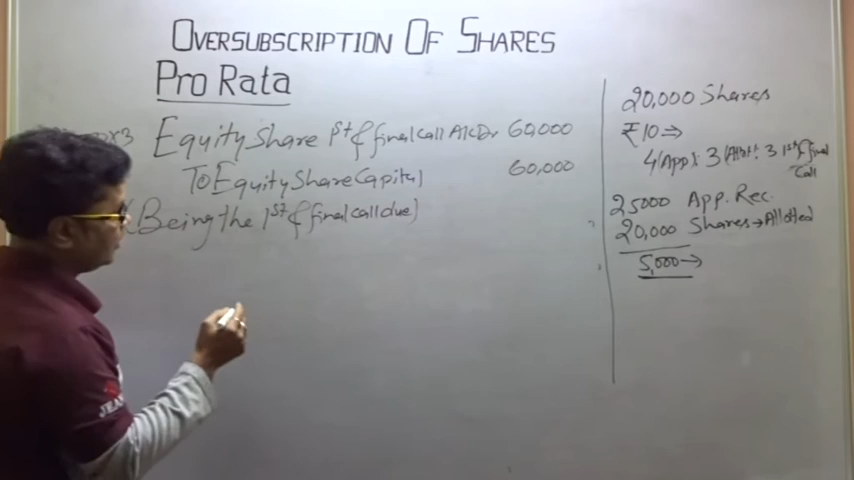 OVERSUBSCRIPTION OF SHARES
Pro Rata
Equity Share 1st & final call A/c Dr 60,000
To Equity Share Capital 60,000
(Being the 1st & final call due)
20,000 Shares
₹10 →
4 (App) 3 (Allot: 3 1st & final
Call
25000 App. Rec.
20,000 Shares → Allotted
5,000 →